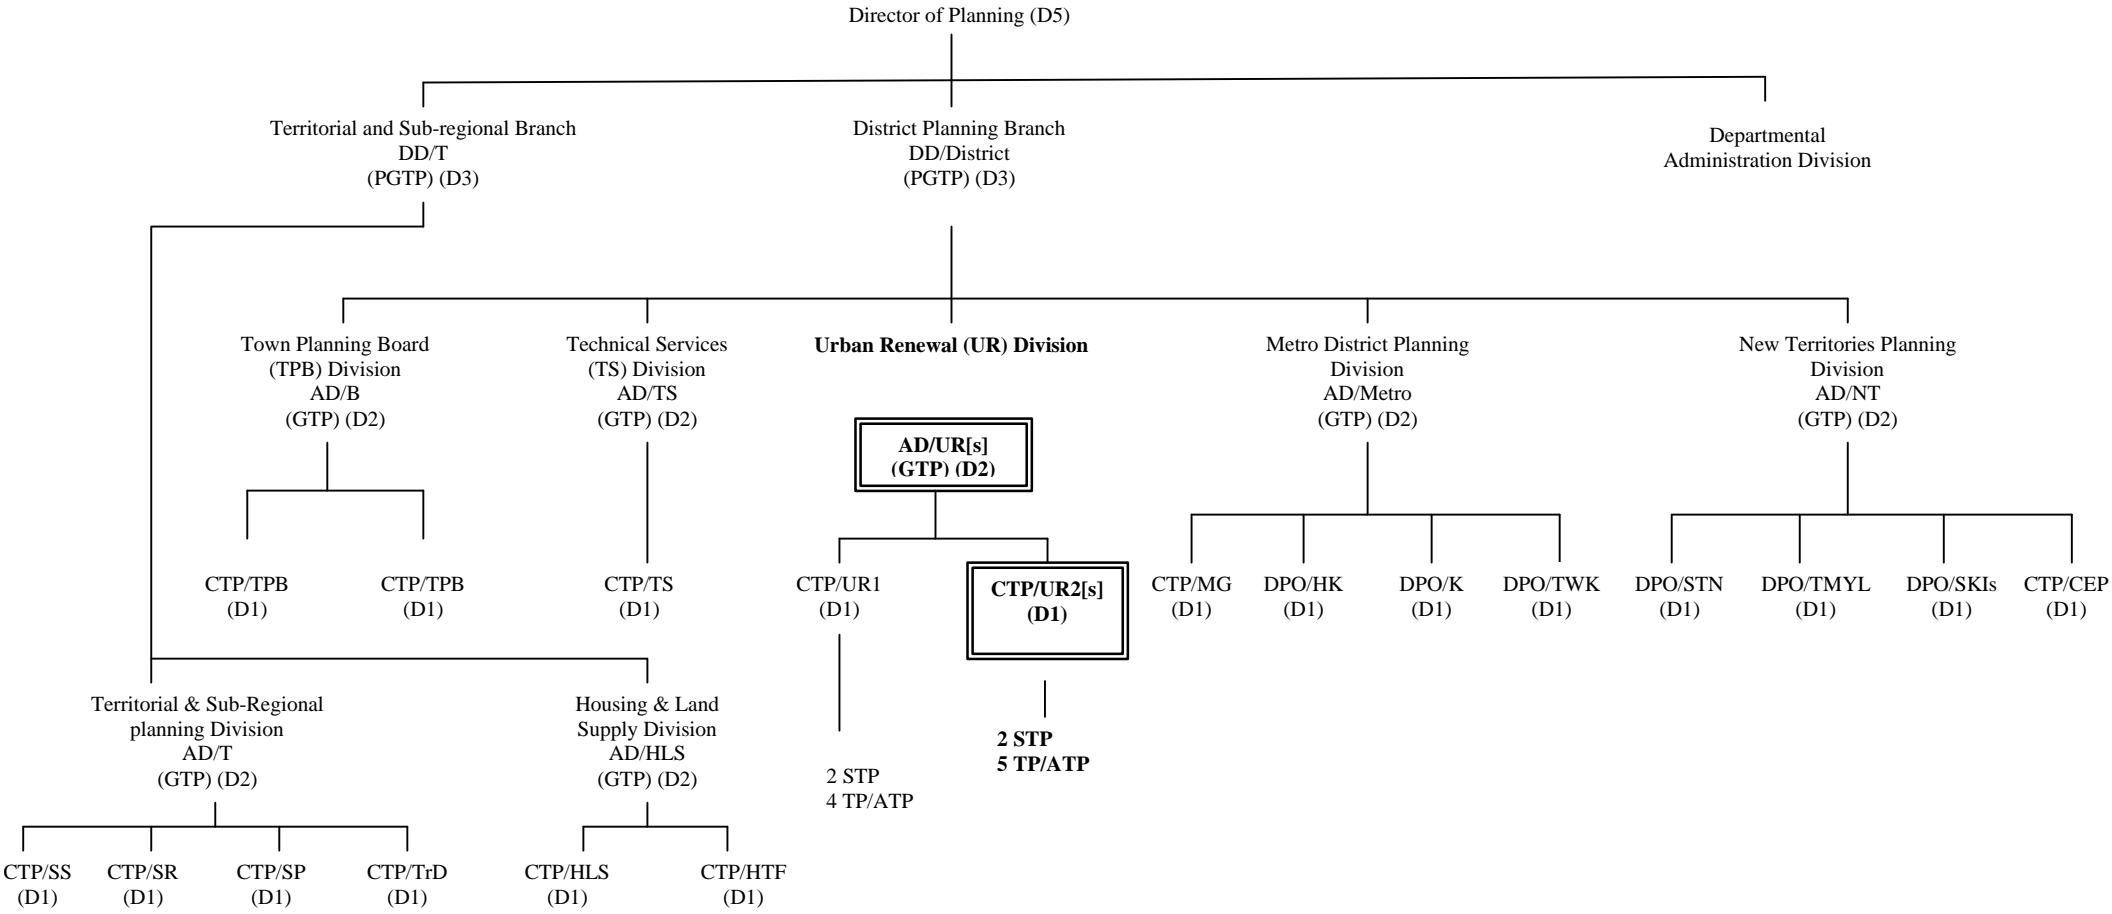 Director of Planning (D5)
Territorial and Sub-regional Branch
DD/T
(PGTP) (D3)
District Planning Branch
DD/District
(PGTP) (D3)
Departmental
Administration Division
Town Planning Board
(TPB) Division
AD/B
(GTP) (D2)
Technical Services
(TS) Division
AD/TS
(GTP) (D2)
Urban Renewal (UR) Division
Metro District Planning
Division
AD/Metro
(GTP) (D2)
New Territories Planning
Division
AD/NT
(GTP) (D2)
AD/UR[s]
(GTP) (D2)
CTP/TPB
(D1)
CTP/TPB
(D1)
CTP/TS
(D1)
CTP/UR1
(D1)
CTP/UR2[s]
(D1)
CTP/MG
(D1)
DPO/HK
(D1)
DPO/K
(D1)
DPO/TWK
(D1)
DPO/STN
(D1)
DPO/TMYL
(D1)
DPO/SKIs
(D1)
CTP/CEP
(D1)
Territorial & Sub-Regional
planning Division
AD/T
(GTP) (D2)
Housing & Land
Supply Division
AD/HLS
(GTP) (D2)
2 STP
4 TP/ATP
2 STP
5 TP/ATP
CTP/SS
(D1)
CTP/SR
(D1)
CTP/SP
(D1)
CTP/TrD
(D1)
CTP/HLS
(D1)
CTP/HTF
(D1)